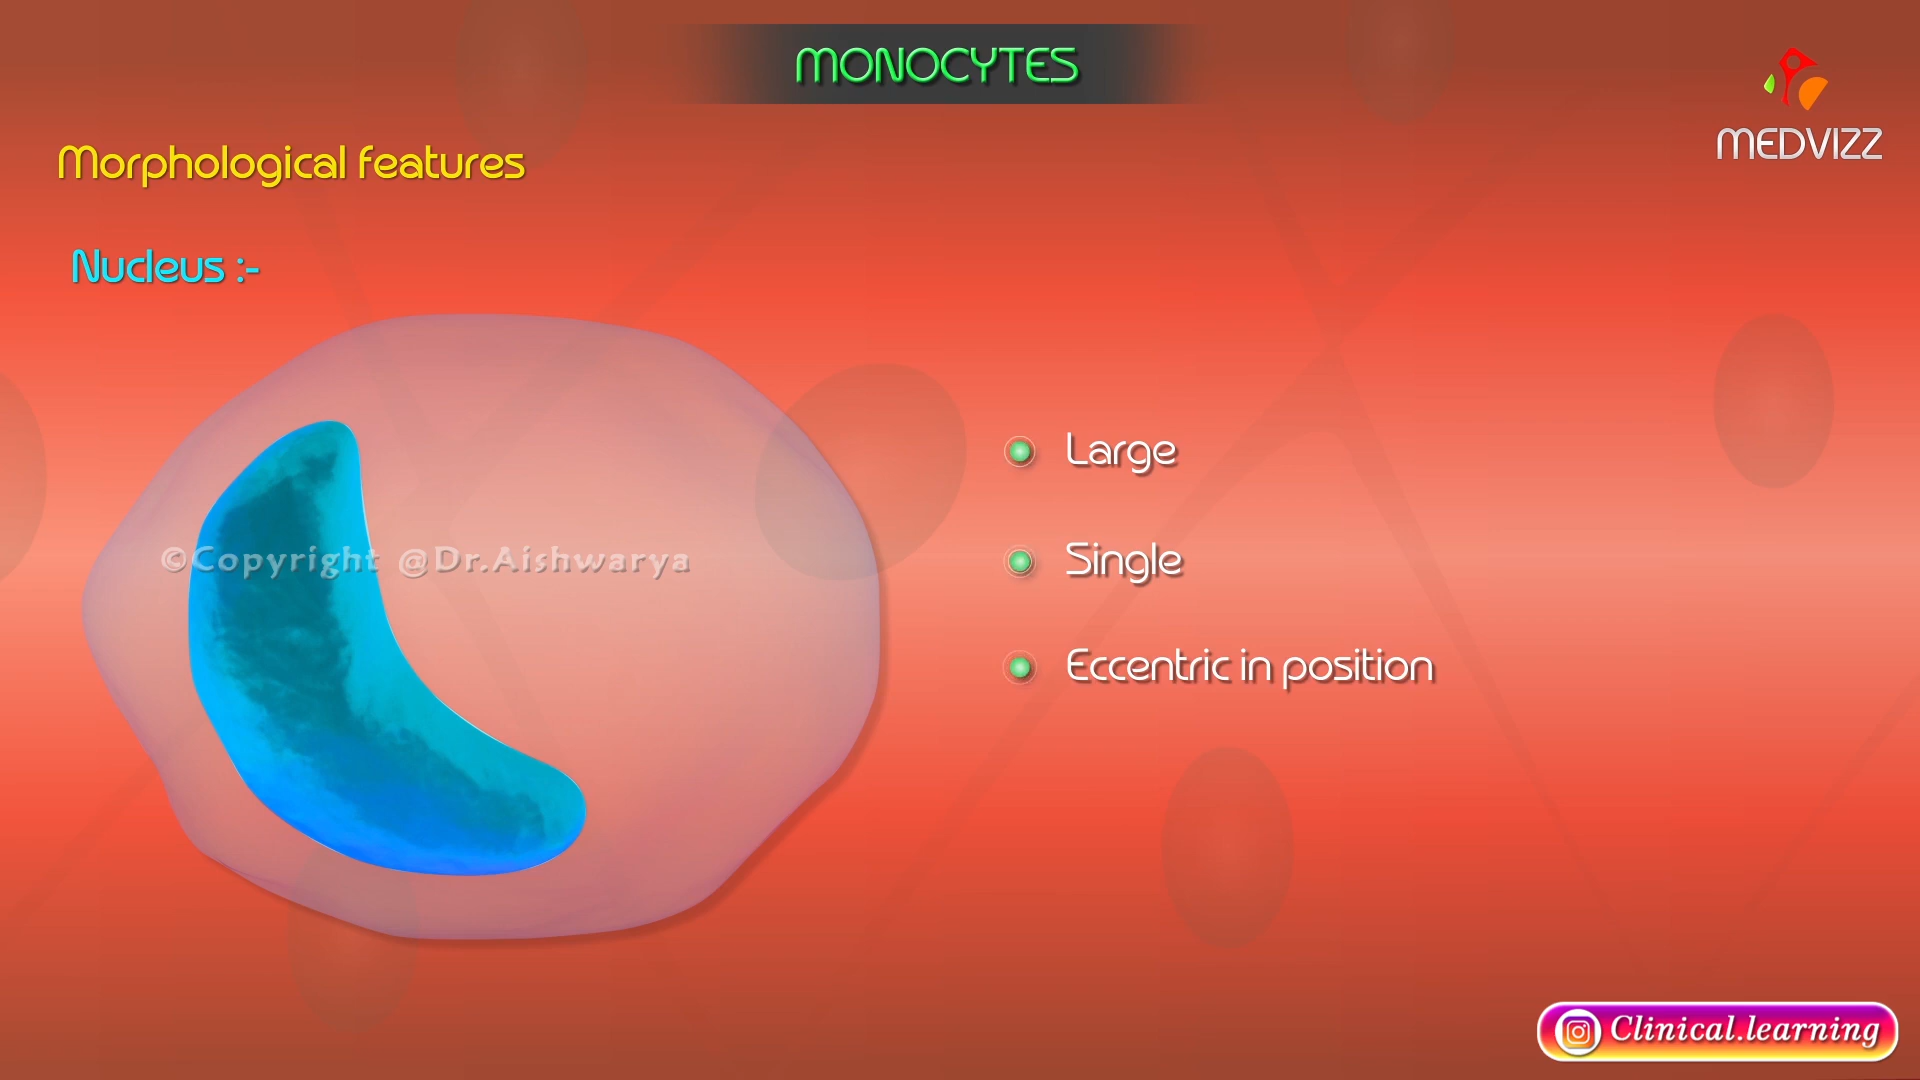 MONOCYTES
MEDVIZZ
Morphological features
Nucleus :-
©Copyright @Dr.Aishwarya
Large
Single
Eccentric in position
Clinical.learning